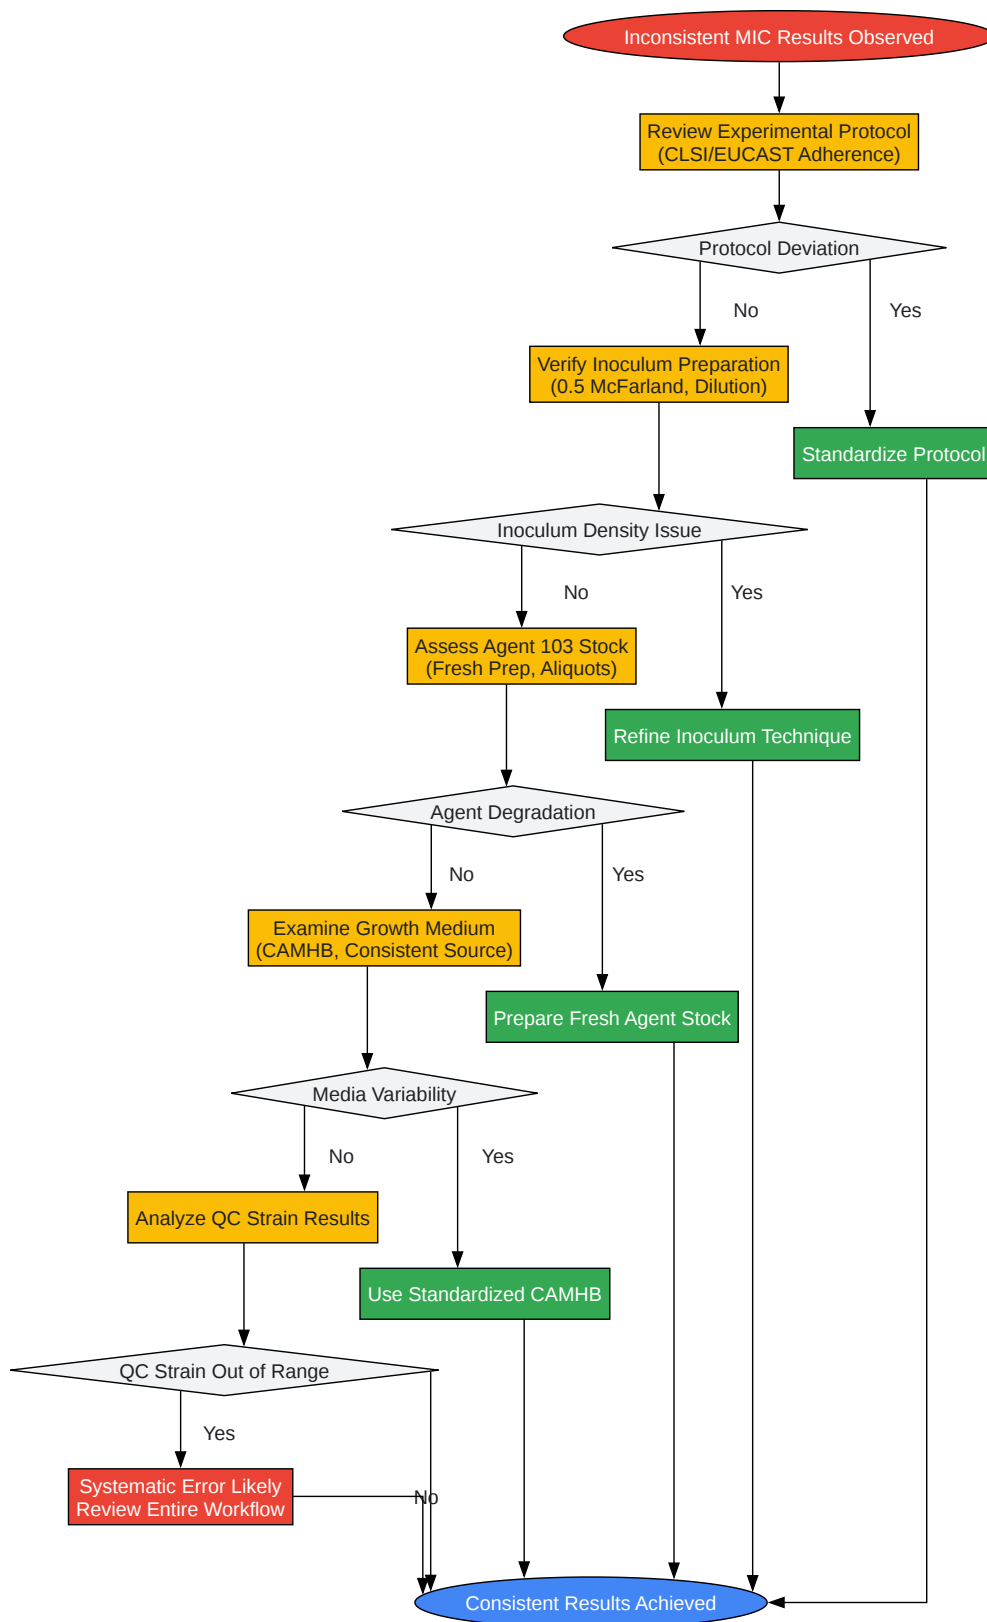 Inconsistent MIC Results Observed
Review Experimental Protocol
(CLSI/EUCAST Adherence)
Protocol Deviation
No
Yes
Verify Inoculum Preparation
(0.5 McFarland, Dilution)
Standardize Protocol
Inoculum Density Issue
No
Yes
Assess Agent 103 Stock
(Fresh Prep, Aliquots)
Refine Inoculum Technique
Agent Degradation
No
Yes
Examine Growth Medium
(CAMHB, Consistent Source)
Prepare Fresh Agent Stock
Media Variability
No
Yes
Analyze QC Strain Results
Use Standardized CAMHB
QC Strain Out of Range
Yes
Systematic Error Likely
Review Entire Workflow
No
Consistent Results Achieved